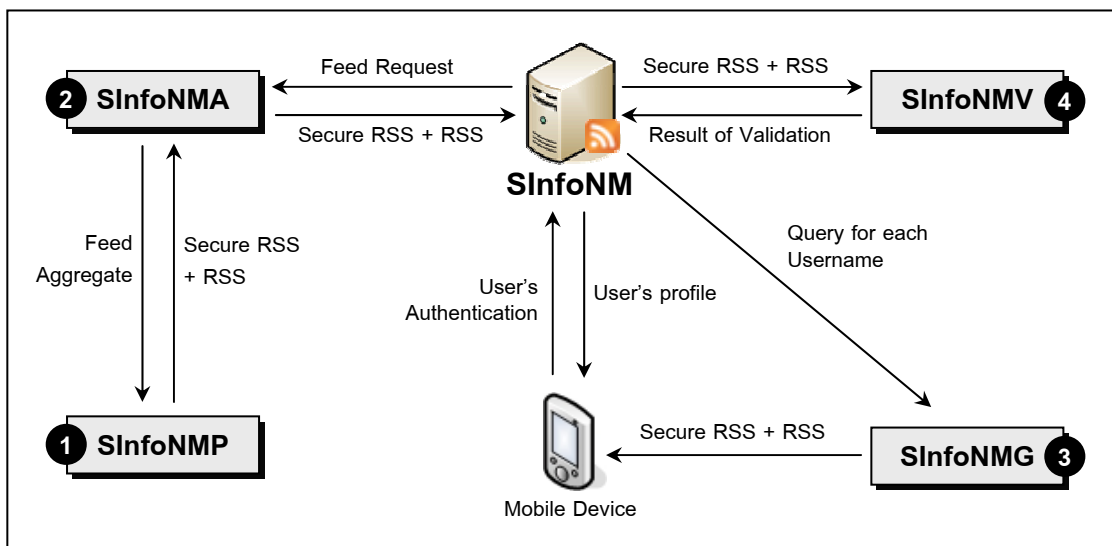 Feed Request
Secure RSS + RSS
2
SInfoNMA
SInfoNMV
4
Secure RSS + RSS
Result of Validation
SInfoNM
Feed
Aggregate
Secure RSS
+ RSS
Query for each
Username
User's
Authentication
User's profile
1
SInfoNMP
Secure RSS + RSS
SInfoNMG
3
Mobile Device